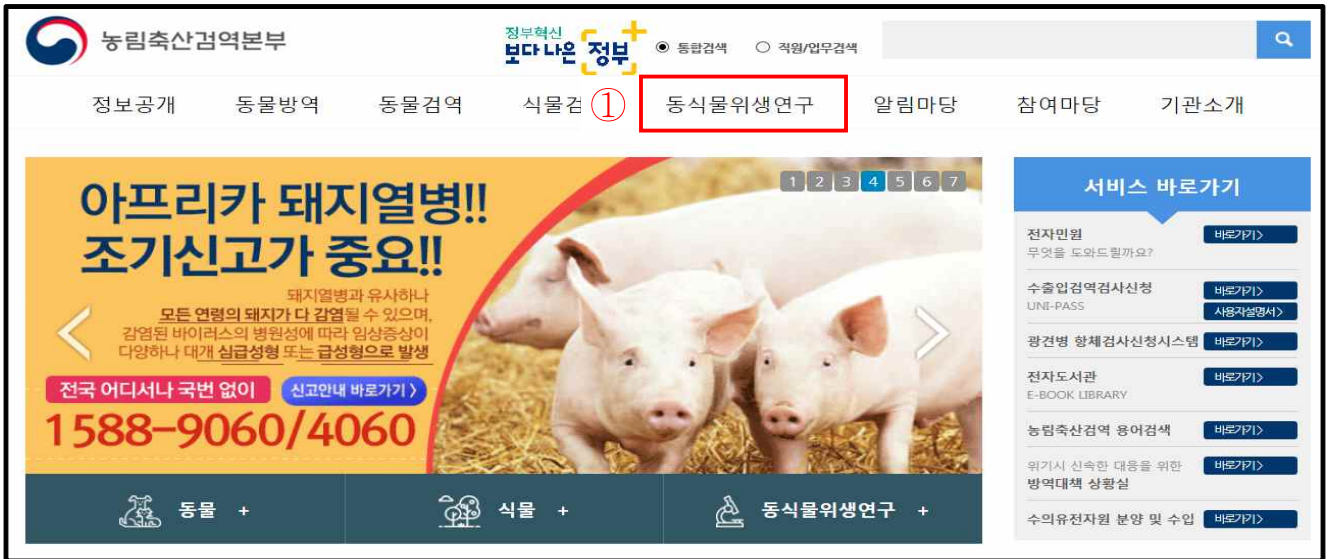 농림축산검역본부
정부혁신
보다 나은 정부
통합검색 직원/업무검색
정보공개 동물방역 동물검역 식물검 ① 동식물위생연구 알림마당 참여마당 기관소개
아프리카 돼지열병!!
조기신고가 중요!!
돼지열병과 유사하나
모든 연령의 돼지가 다 감염될 수 있으며,
감염된 바이러스의 병원성에 따라 임상증상이
다양하나 대개 심급성형 또는 급성형으로 발생
전국 어디서나 국번 없이 신고안내 바로가기 〉
1588-9060/4060
1 2 3 4 5 6 7
동물 +
식물 +
동식물위생연구 +
서비스 바로가기
전자민원 바로가기>
무엇을 도와드릴까요?
수출입검역검사신청 바로가기>
UNI-PASS 사용자설명서>
광견병 항체검사신청시스템 바로가기>
전자도서관 바로가기>
E-BOOK LIBRARY
농림축산검역 용어검색 바로가기>
위기시 신속한 대응을 위한 바로가기>
방역대책 상황실
수의유전자원 분양 및 수입 바로가기>